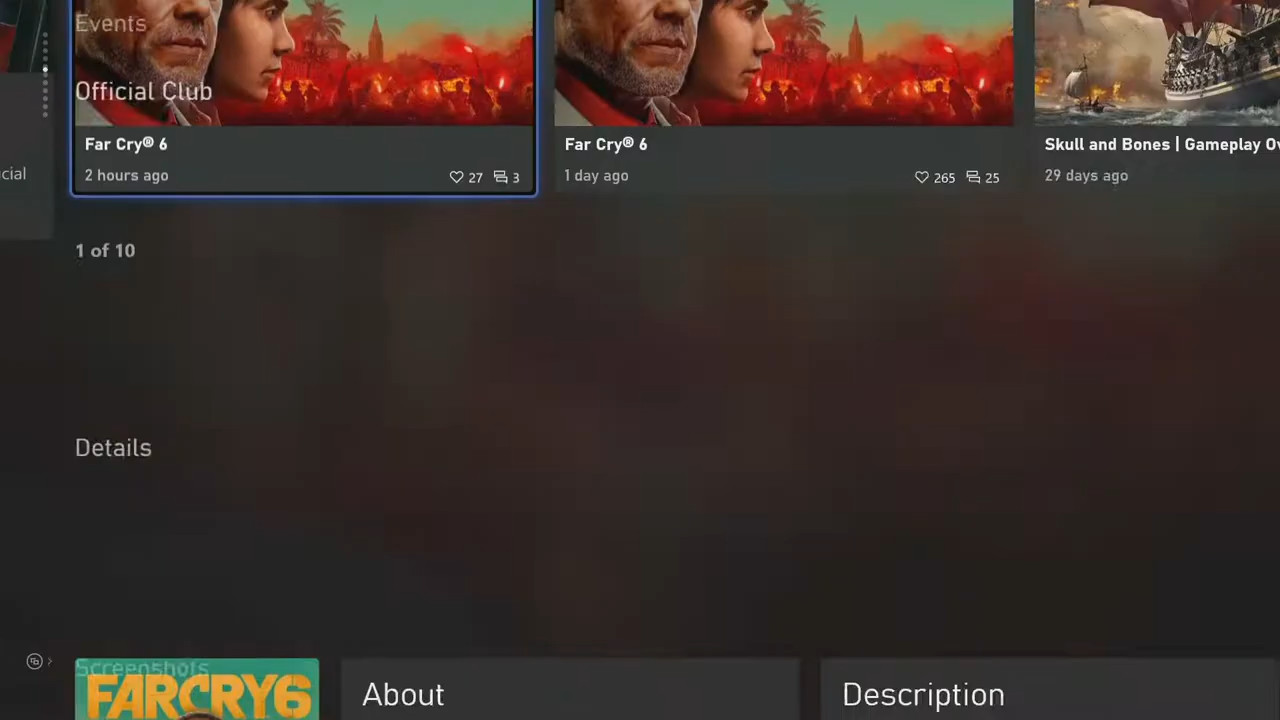 Events
Official Club
Far Cry® 6
2 hours ago
27
3
Far Cry® 6
1 day ago
265
25
Skull and Bones | Gameplay Ov
29 days ago
cial
1 of 10
Details
Screenshots
FARCRY6
About
Description